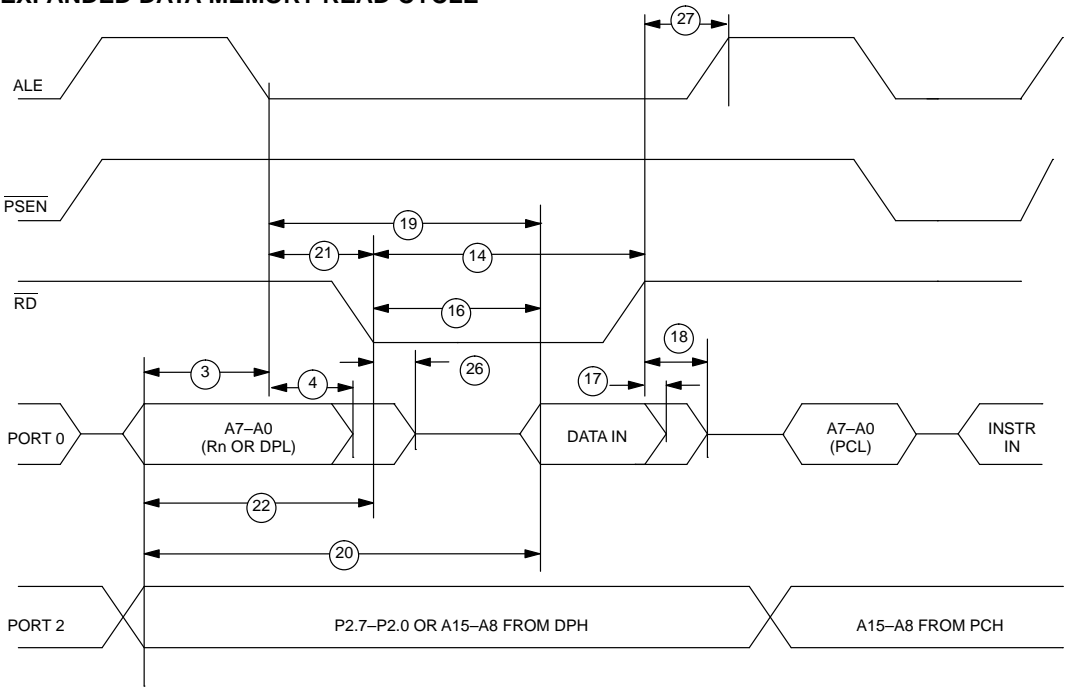 EXPANDED DATA MEMORY READ CYCLE
27
ALE
PSEN
19
21
14
RD
16
18
3
26
4
17
PORT 0
A7–A0
(Rn OR DPL)
DATA IN
A7–A0
(PCL)
INSTR
IN
22
20
PORT 2
P2.7–P2.0 OR A15–A8 FROM DPH
A15–A8 FROM PCH